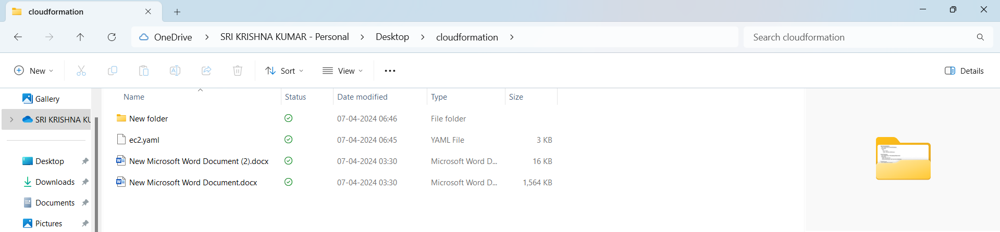 cloudformation
OneDrive > SRI KRISHNA KUMAR - Personal > Desktop > cloudformation >
Search cloudformation
New
Sort
View
Details
Gallery
SRI KRISHNA KU
Desktop
Downloads
Documents
Pictures
Name Status Date modified Type Size
New folder 07-04-2024 06:46 File folder
ec2.yaml 07-04-2024 06:45 YAML File 3 KB
New Microsoft Word Document (2).docx 07-04-2024 03:30 Microsoft Word D... 16 KB
New Microsoft Word Document.docx 07-04-2024 03:30 Microsoft Word D... 1,564 KB